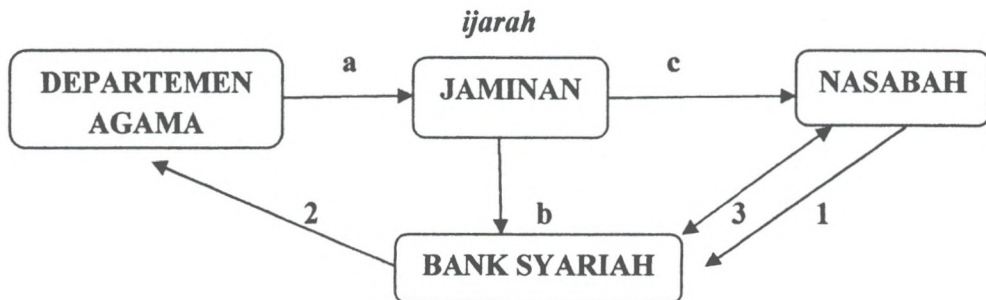 ijarah
DEPARTEMEN
AGAMA
a
JAMINAN
c
NASABAH
2
b
3
1
BANK SYARIAH